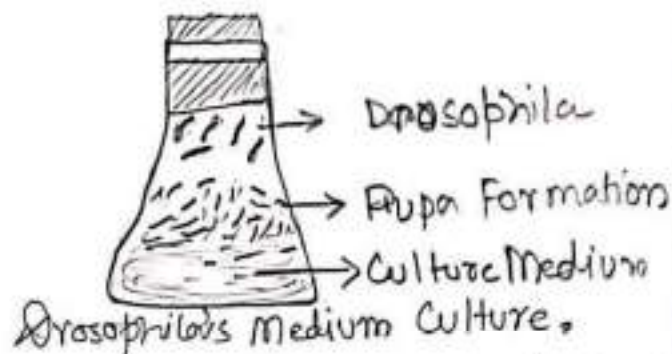 Drosophila
Pupa Formation
Culture Medium
Drosophila's Medium Culture.